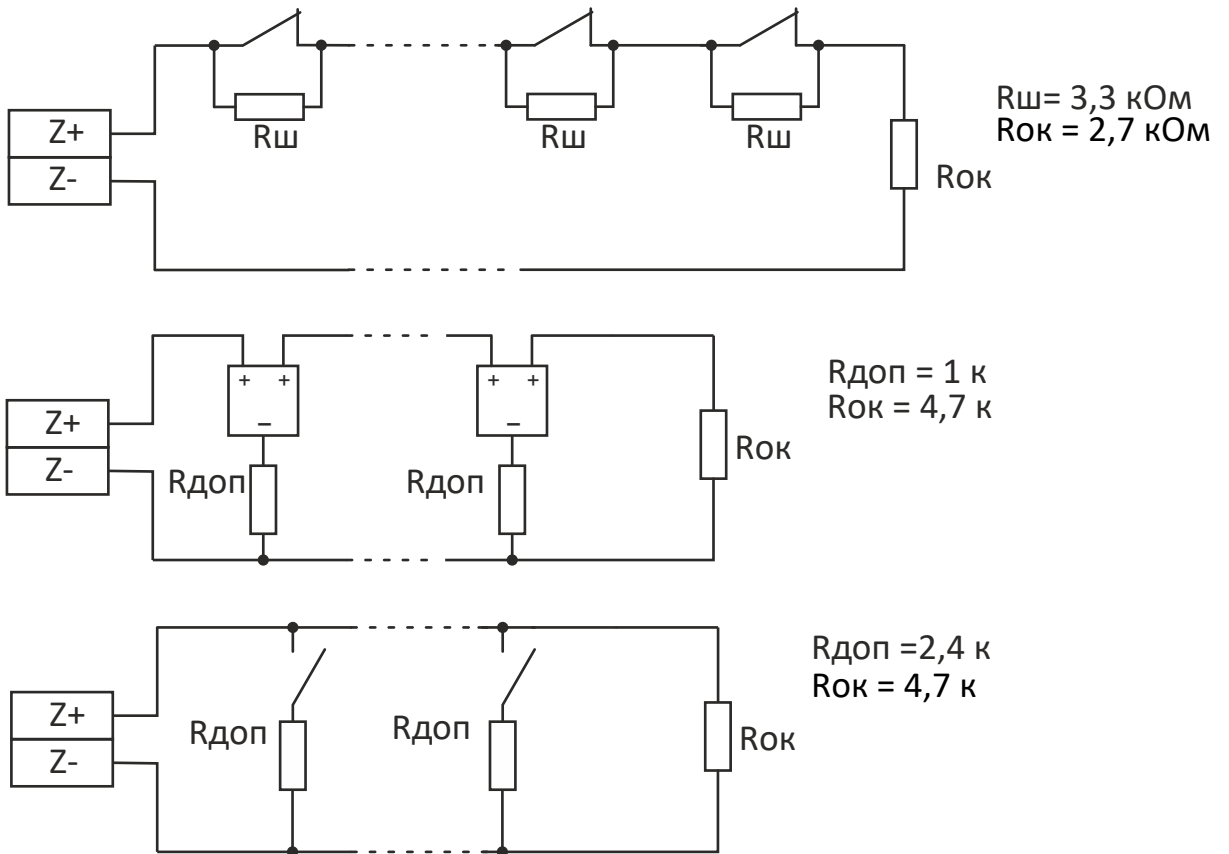 Rш= 3,3 кОм
Rок = 2,7 кОм
Z+
Z-
Rш
Rш
Rш
Rок
Rдоп = 1 к
Rок = 4,7 к
+ +
–
+ +
–
Z+
Z-
Rдоп
Rдоп
Rок
Rдоп =2,4 к
Rок = 4,7 к
Z+
Z-
Rдоп
Rдоп
Rок